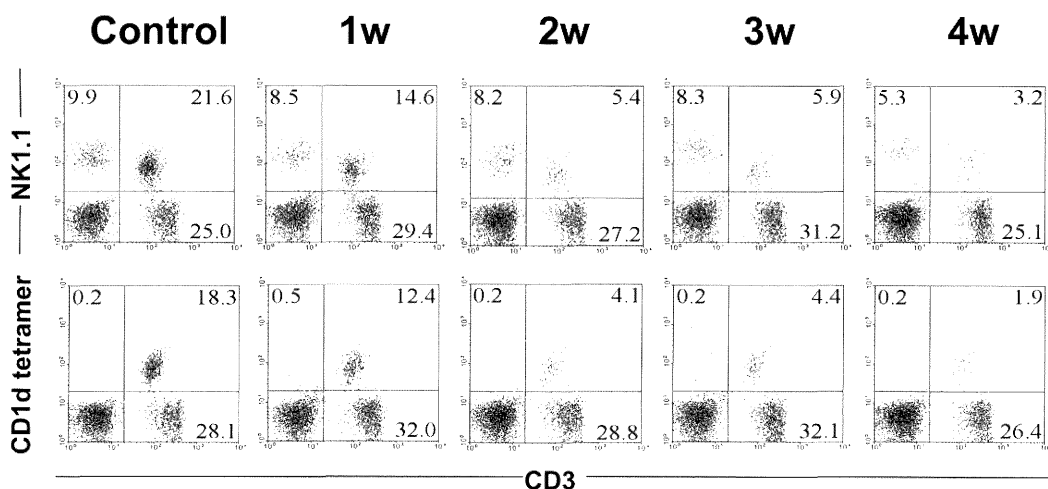 Control 1w 2w 3w 4w
NK1.1
9.9 21.6 8.5 14.6 8.2 5.4 8.3 5.9 5.3 3.2
25.0 29.4 27.2 31.2 25.1
CD1d tetramer
0.2 18.3 0.5 12.4 0.2 4.1 0.2 4.4 0.2 1.9
28.1 32.0 28.8 32.1 26.4
CD3